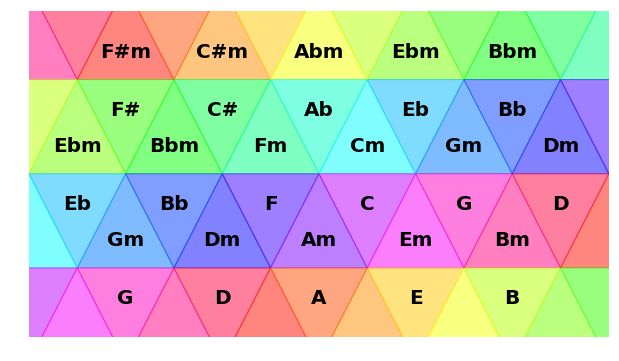 F#m C#m Abm Ebm Bbm
F# C# Ab Eb Bb
Ebm Bbm Fm Cm Gm Dm
Eb Bb F C G D
Gm Dm Am Em Bm
G D A E B